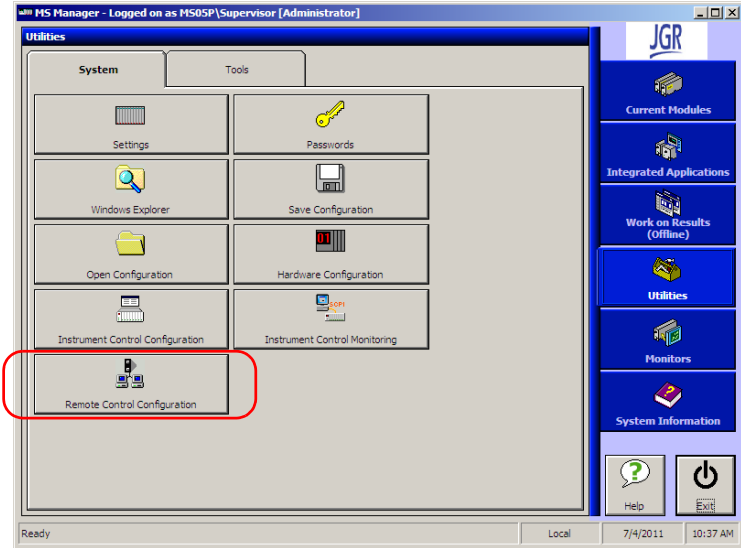 MS Manager - Logged on as MS05P\Supervisor [Administrator]
Utilities
JGR
System
Tools
Settings
Passwords
Windows Explorer
Save Configuration
Open Configuration
01
Hardware Configuration
Instrument Control Configuration
SCPI
Instrument Control Monitoring
Remote Control Configuration
Current Modules
Integrated Applications
Work on Results
(Offline)
Utilities
Monitors
System Information
Help
Exit
Ready
Local
7/4/2011
10:37 AM